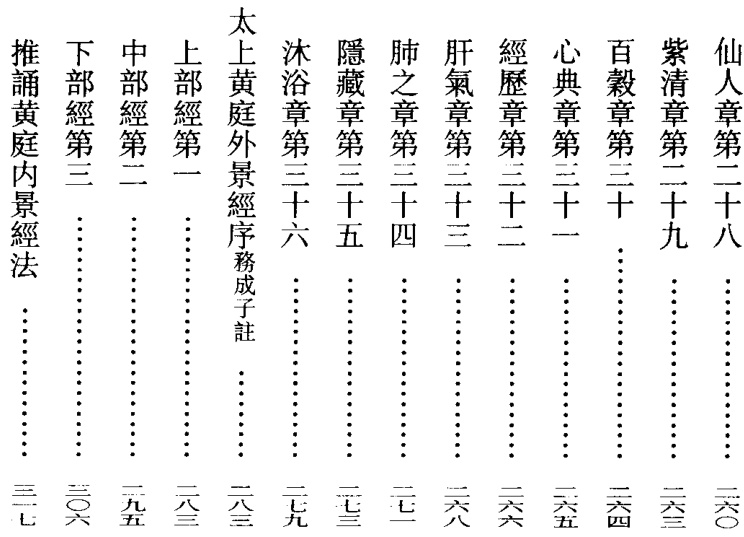 仙人章第二十八……………………二六〇
紫清章第二十九……………………二六三
百穀章第三十……………………二六四
心典章第三十一……………………二六五
經歷章第三十二……………………二六六
肝氣章第三十三……………………二六八
肺之章第三十四……………………二七一
隱藏章第三十五……………………二七三
沐浴章第三十六……………………二七九
太上黄庭外景經序務成子註……………………二八三
上部經第一……………………二八三
中部經第二……………………二九五
下部經第三……………………三〇六
推誦黄庭内景經法……………………三一七